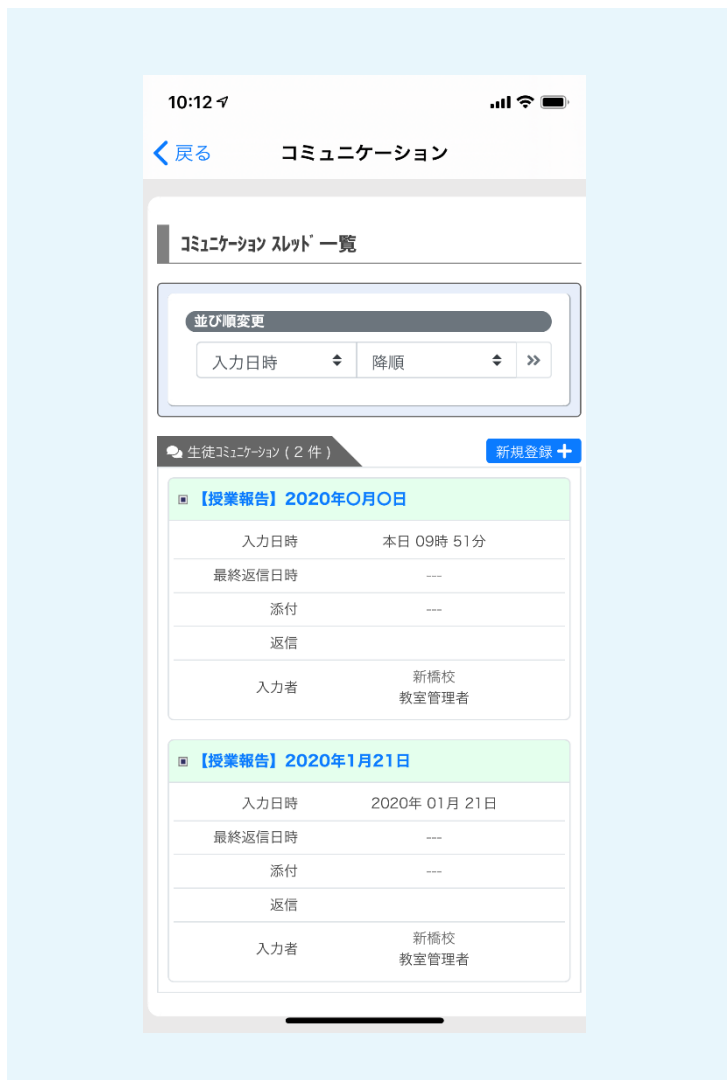 10:12
戻る
コミュニケーション
ｺﾐｭﾆｹｰｼｮﾝ ｽﾚｯﾄﾞ 一覧
並び順変更
入力日時 降順 »
生徒ｺﾐｭﾆｹｰｼｮﾝ ( 2 件 ) 新規登録 +
【授業報告】2020年〇月〇日
入力日時 本日 09時 51分
最終返信日時 ---
添付 ---
返信
入力者 新橋校
教室管理者
【授業報告】2020年1月21日
入力日時 2020年 01月 21日
最終返信日時 ---
添付 ---
返信
入力者 新橋校
教室管理者